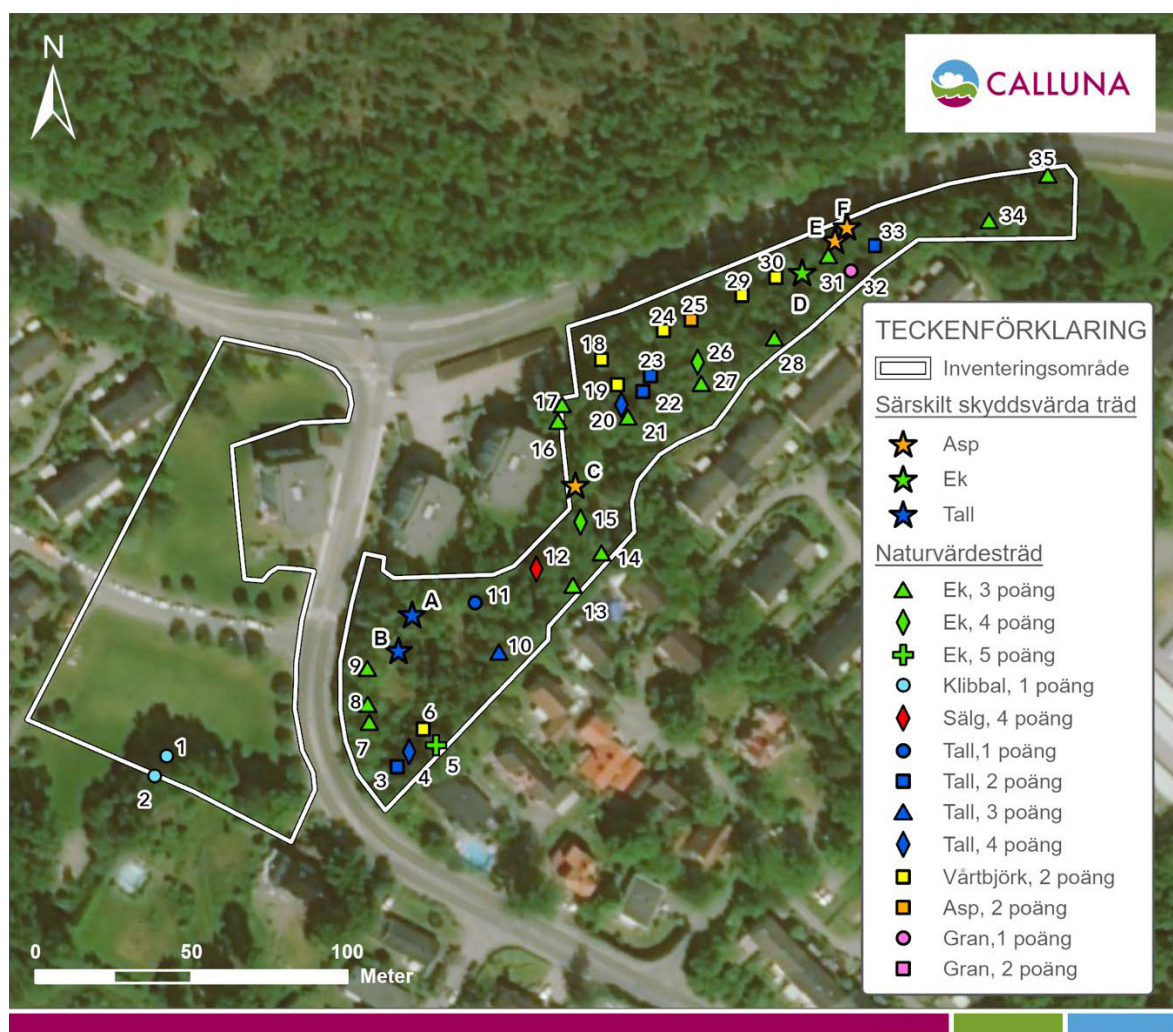 N
CALLUNA
35
F
E
34
33
30
31
32
D
29
25
24
28
18
26
23
27
19
22
17
20
21
16
C
15
12
14
11
13
A
10
B
9
8
6
7
5
3
4
1
2
TECKENFÖRKLARING
Inventeringsområde
Särskilt skyddsvärda träd
Asp
Ek
Tall
Naturvärdesträd
Ek, 3 poäng
Ek, 4 poäng
Ek, 5 poäng
Klibbal, 1 poäng
Sälg, 4 poäng
Tall,1 poäng
Tall, 2 poäng
Tall, 3 poäng
Tall, 4 poäng
Vårtbjörk, 2 poäng
Asp, 2 poäng
Gran,1 poäng
Gran, 2 poäng
0 50 100
Meter